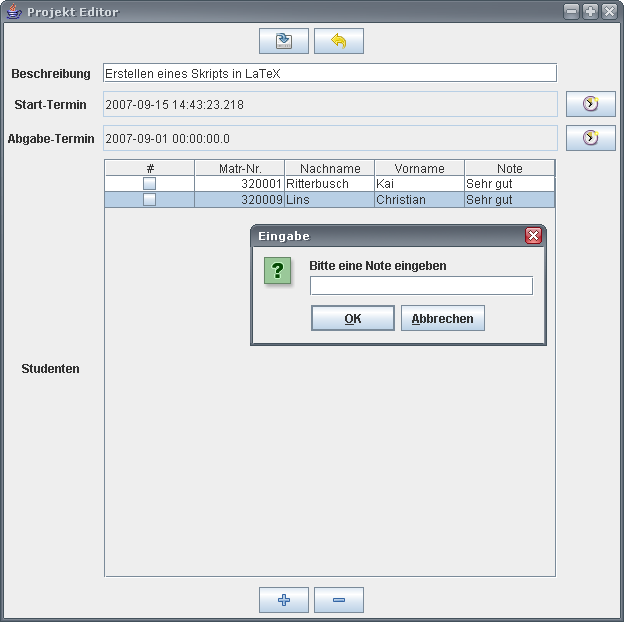 Projekt Editor
Beschreibung Erstellen eines Skripts in LaTeX
Start-Termin 2007-09-15 14:43:23.218
Abgabe-Termin 2007-09-01 00:00:00.0
# Matr-Nr. Nachname Vorname Note
320001 Ritterbusch Kai Sehr gut
320009 Lins Christian Sehr gut
Eingabe
? Bitte eine Note eingeben
OK Abbrechen
Studenten